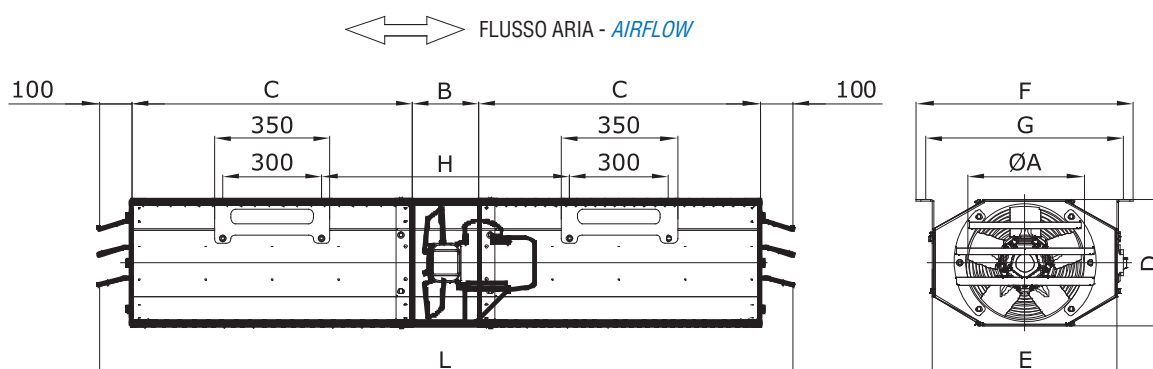 FLUSSO ARIA - AIRFLOW
100 C B C 100 F
350 350 G
300 H 300 ØA
D
L E